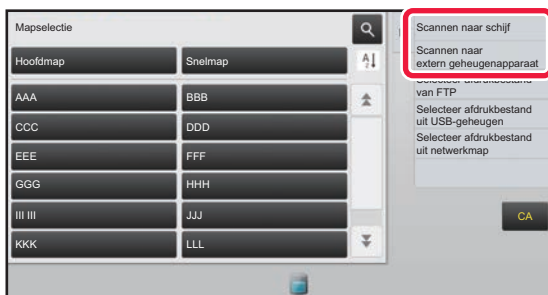 Mapselectie
Hoofdmap
Snelmap
AAA
BBB
CCC
DDD
EEE
FFF
GGG
HHH
III III
JJJ
KKK
LLL
Scannen naar schijf
Scannen naar
extern geheugenapparaat
Selecteer afdrukbestand
van FTP
Selecteer afdrukbestand
uit USB-geheugen
Selecteer afdrukbestand
uit netwerkmap
CA